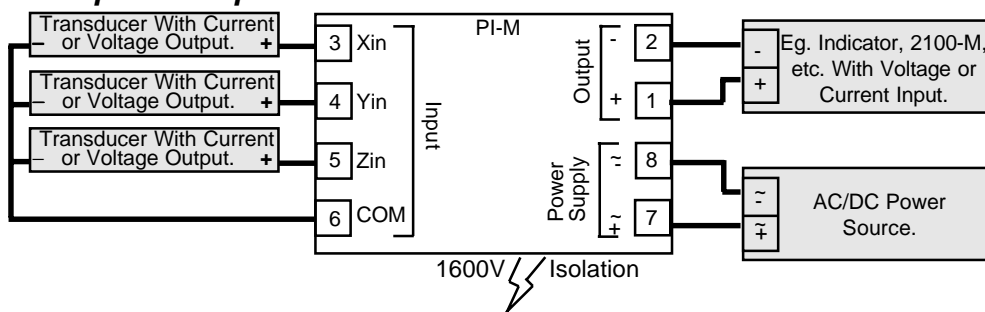 Transducer With Current
– or Voltage Output. +
3 Xin
Transducer With Current
– or Voltage Output. +
4 Yin
Transducer With Current
– or Voltage Output. +
5 Zin
6 COM
Input
PI-M
Output
- 2
+ 1
Power
Supply
~
- 8
~
+ 7
- Eg. Indicator, 2100-M,
+ etc. With Voltage or
Current Input.
~
-
~
+
AC/DC Power
Source.
1600V Isolation